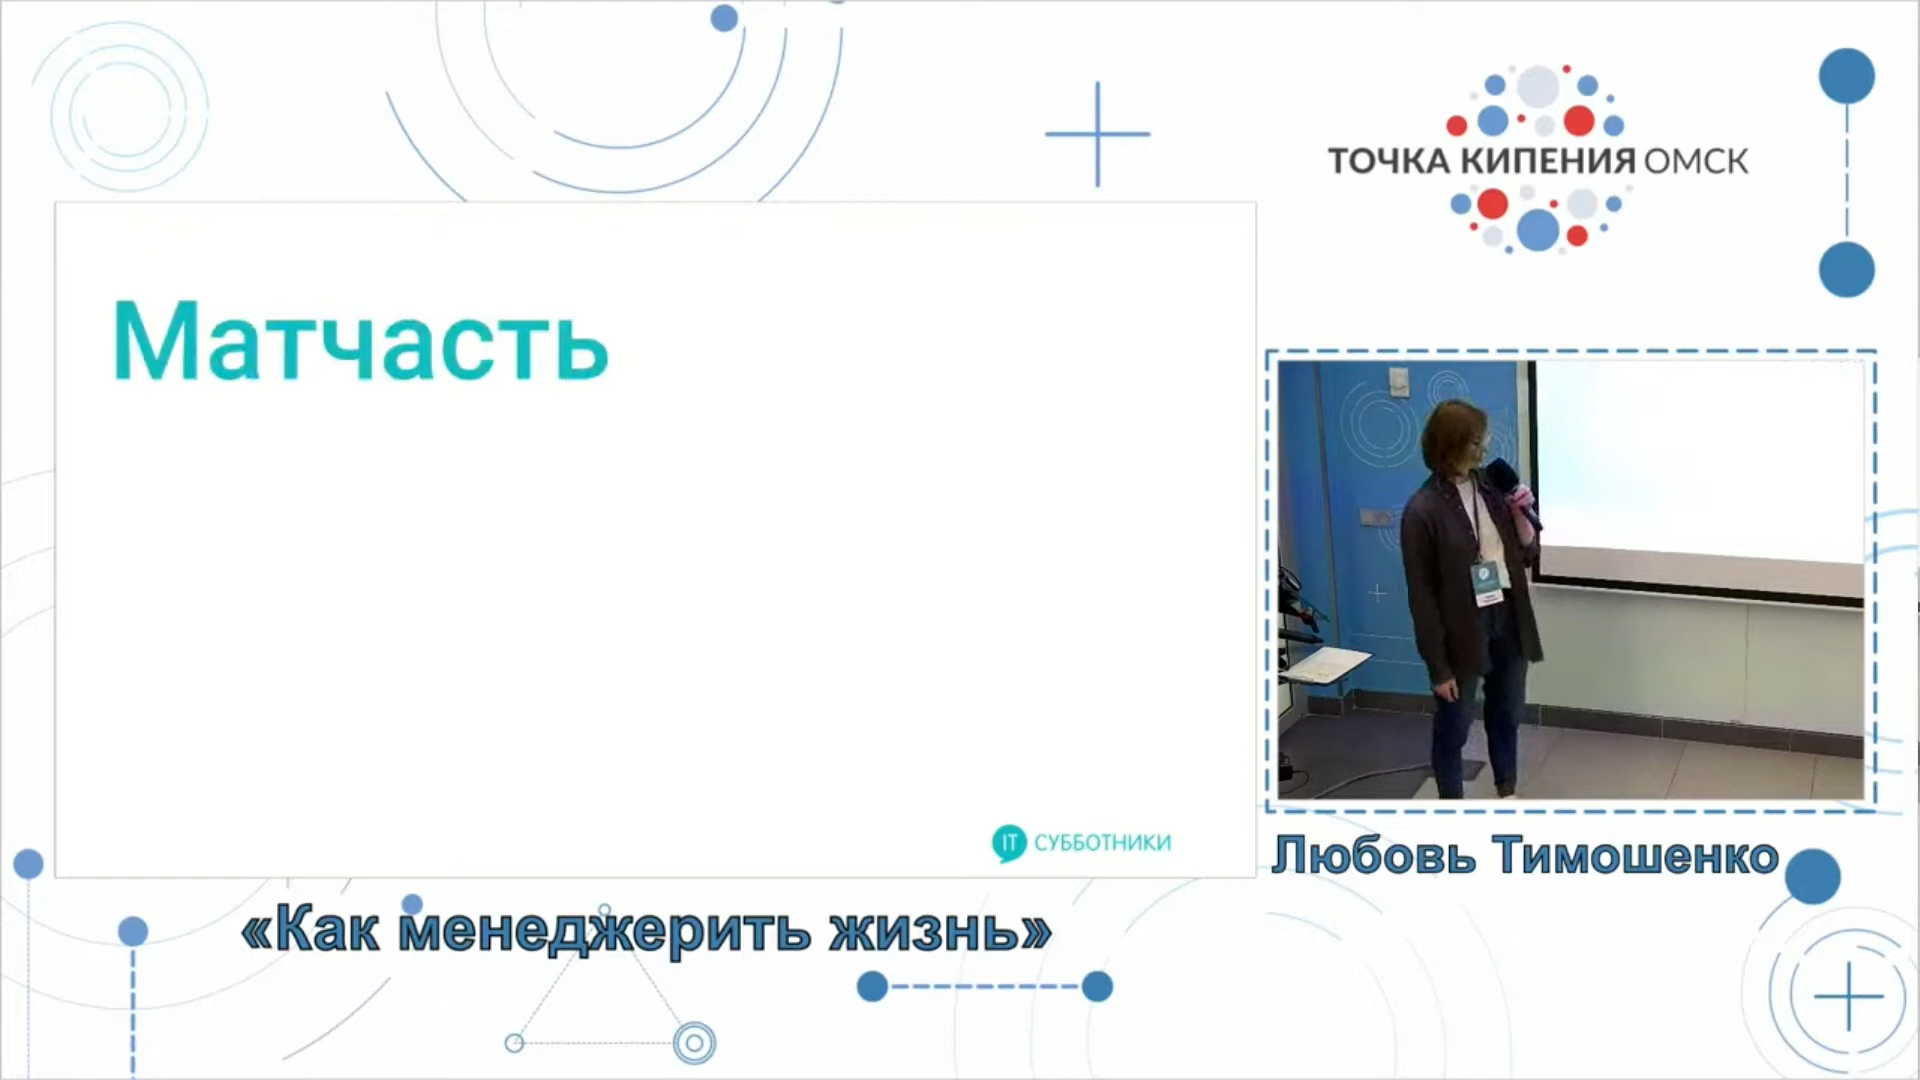 ТОЧКА КИПЕНИЯ ОМСК
Матчасть
IT СУББОТНИКИ
Любовь Тимошенко
«Как менеджерить жизнь»